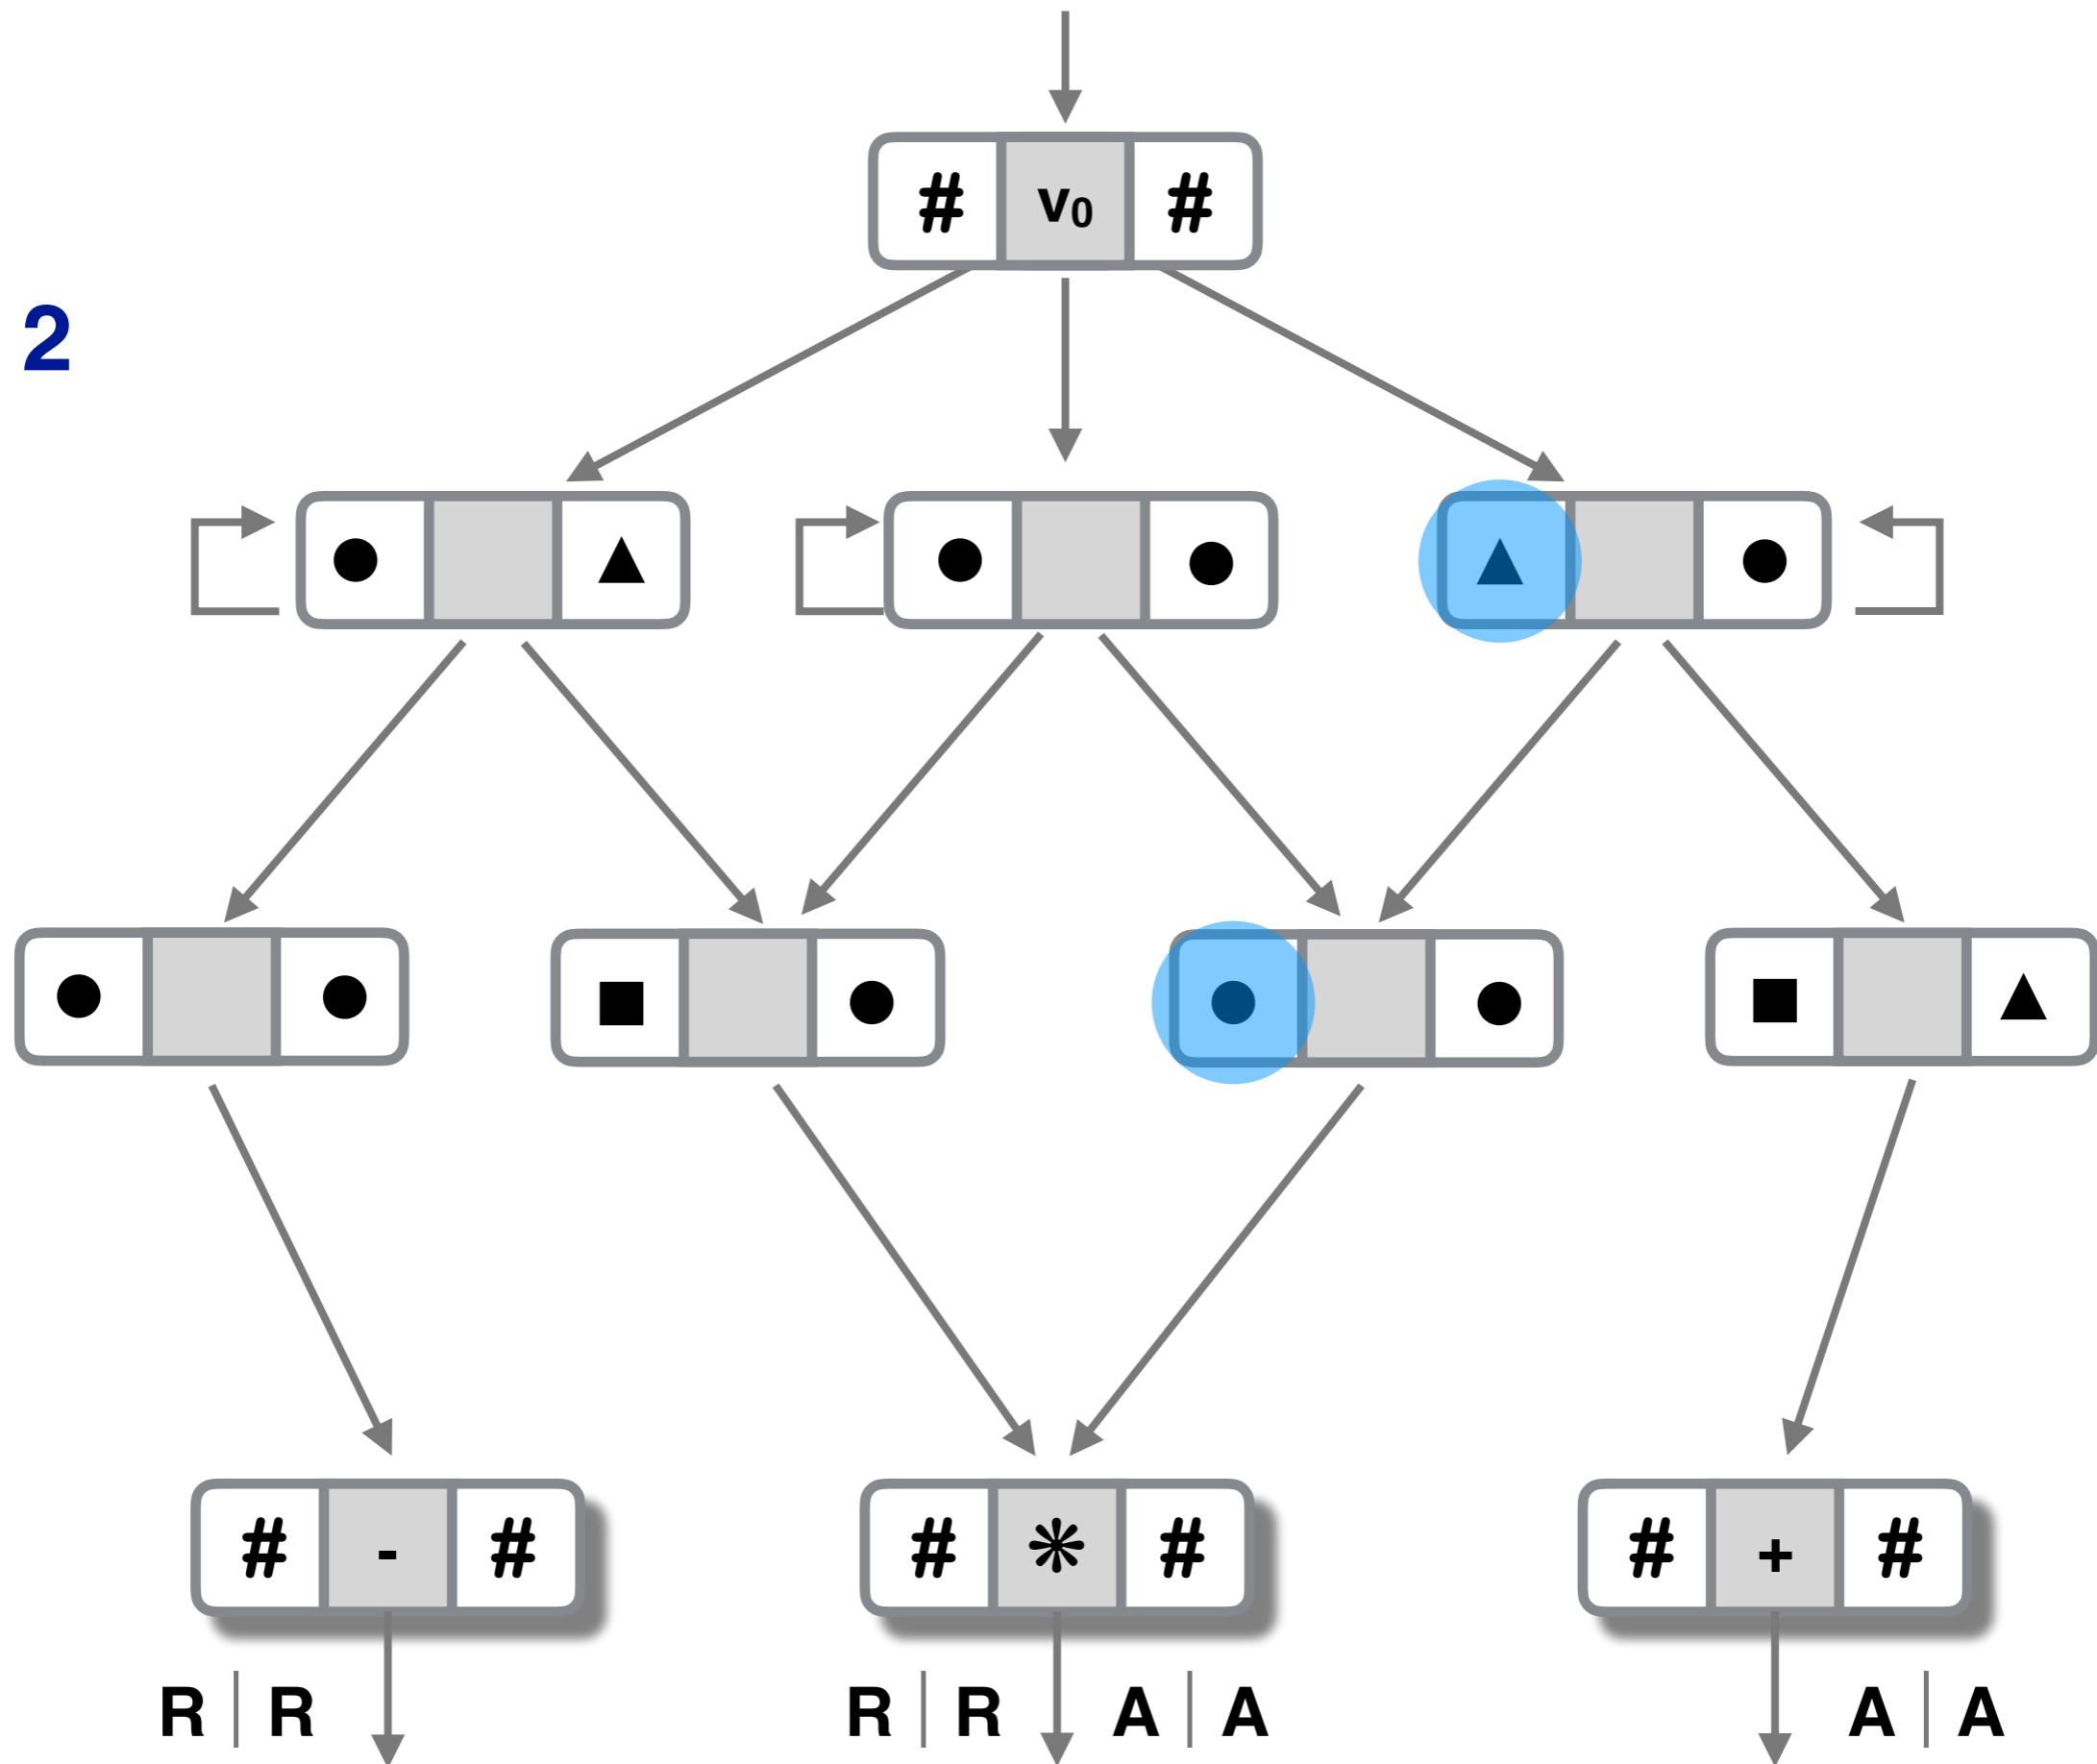 # v₀ #
2
# - #
# * #
# + #
R | R
R | R
A | A
A | A